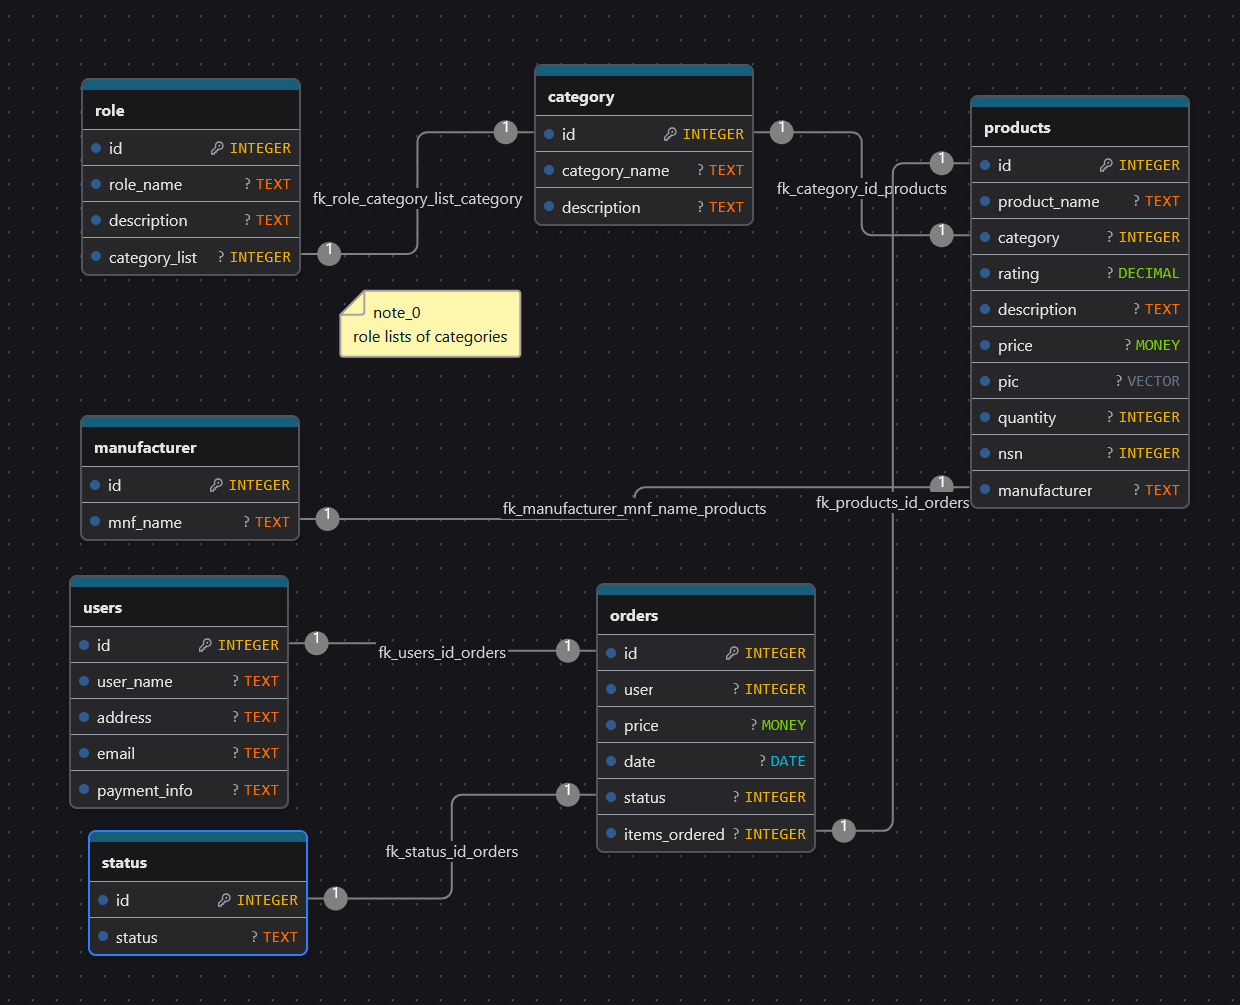 role
id INTEGER
role_name ? TEXT
description ? TEXT
category_list ? INTEGER
1
fk_role_category_list_category
1
category
id INTEGER
category_name ? TEXT
description ? TEXT
1
fk_category_id_products
1
products
id INTEGER
product_name ? TEXT
category ? INTEGER
rating ? DECIMAL
description ? TEXT
price ? MONEY
pic ? VECTOR
quantity ? INTEGER
nsn ? INTEGER
manufacturer ? TEXT
1
note_0
role lists of categories
manufacturer
id INTEGER
mnf_name ? TEXT
1
fk_manufacturer_mnf_name_products
1
fk_products_id_orders
users
id INTEGER
user_name ? TEXT
address ? TEXT
email ? TEXT
payment_info ? TEXT
1
fk_users_id_orders
1
orders
id INTEGER
user ? INTEGER
price ? MONEY
date ? DATE
status ? INTEGER
items_ordered ? INTEGER
1
1
fk_status_id_orders
status
id INTEGER
status ? TEXT
1